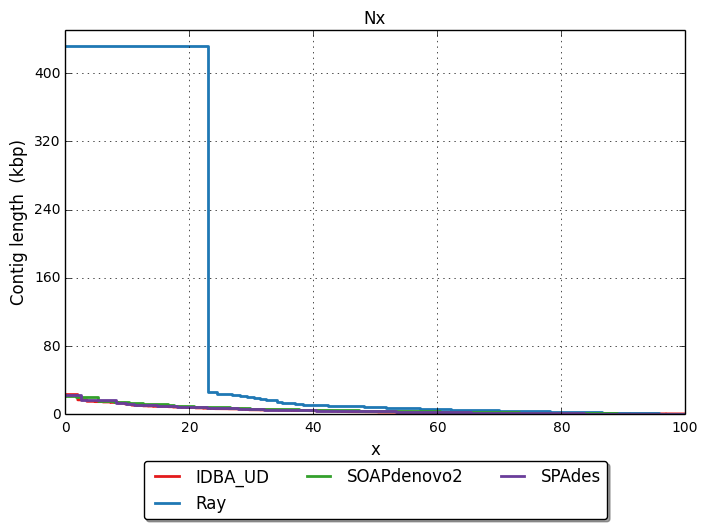 Nx
Contig length (kbp)
400
320
240
160
80
0
0 20 40 60 80 100
x
IDBA_UD SOAPdenovo2 SPAdes
Ray